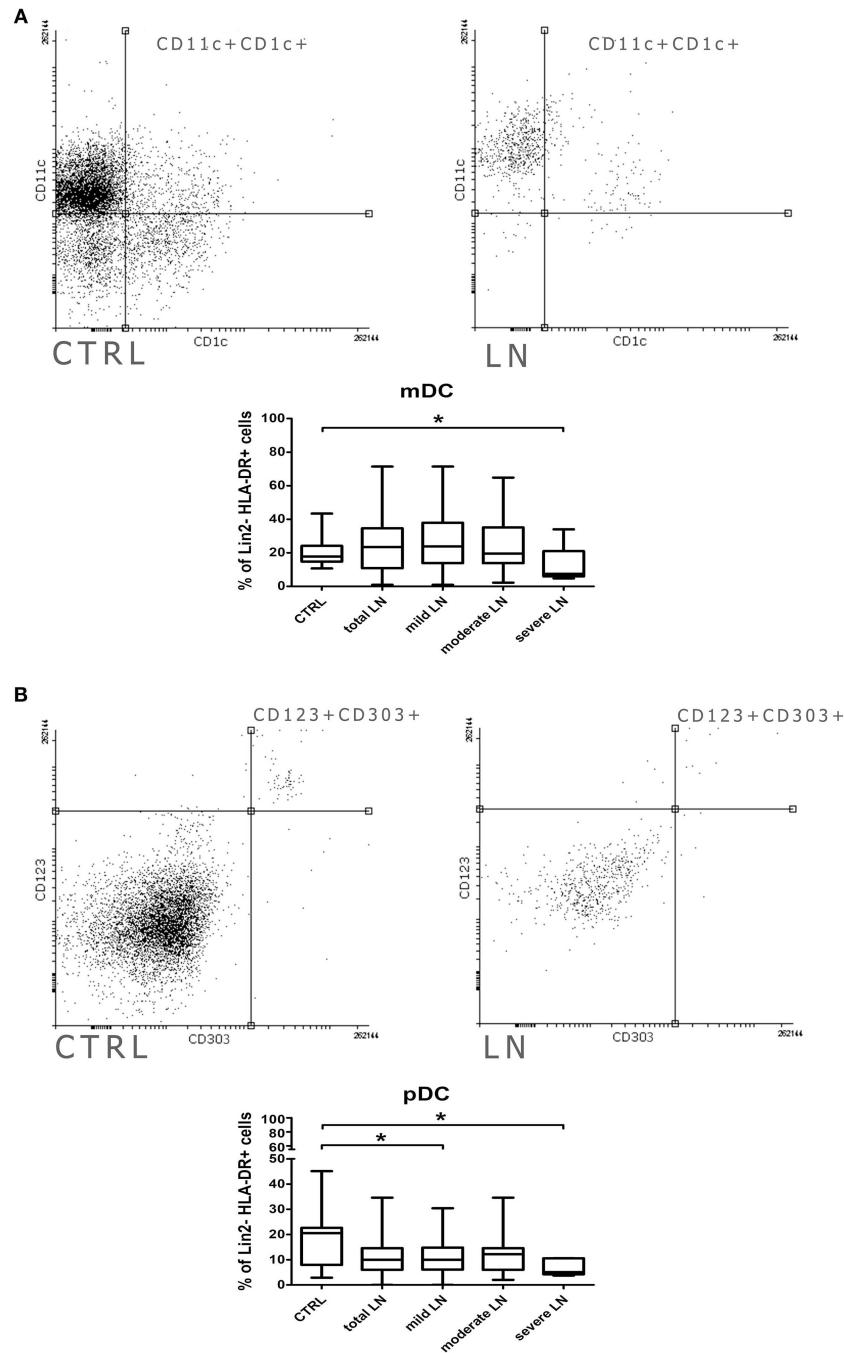 A
CD11c+CD1c+
CD11c+CD1c+
262144
262144
CD11c
CD11c
CD1c
262144
CD1c
262144
CTRL
LN
mDC
% of Lin2- HLA-DR+ cells
100
80
60
40
20
0
*
CTRL
total LN
mild LN
moderate LN
severe LN
B
CD123+CD303+
CD123+CD303+
262144
262144
CD123
CD123
CD303
262144
CD303
262144
CTRL
LN
pDC
% of Lin2- HLA-DR+ cells
100
80
60
50
40
30
20
10
0
*
*
CTRL
total LN
mild LN
moderate LN
severe LN